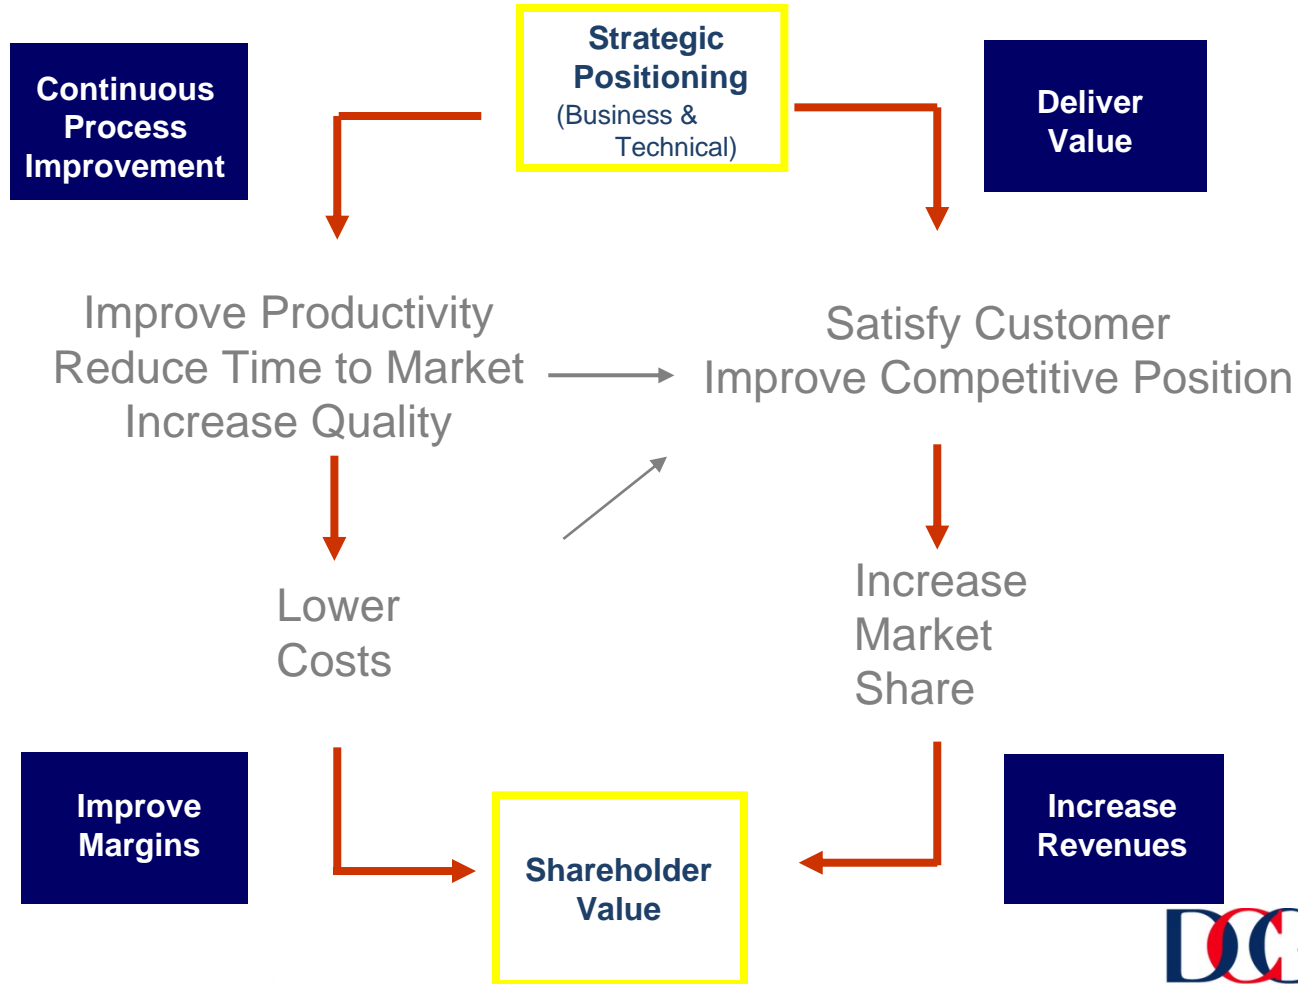 Strategic
Positioning
(Business &
Technical)
Continuous
Process
Improvement
Deliver
Value
Improve Productivity
Reduce Time to Market
Increase Quality
Satisfy Customer
Improve Competitive Position
Lower
Costs
Increase
Market
Share
Improve
Margins
Shareholder
Value
Increase
Revenues